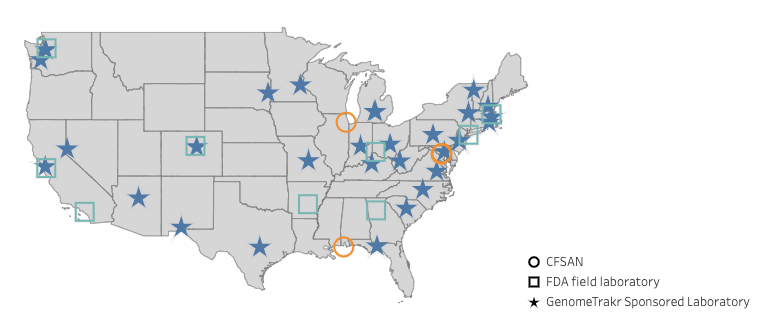 CFSAN
FDA field laboratory
GenomeTrakr Sponsored Laboratory